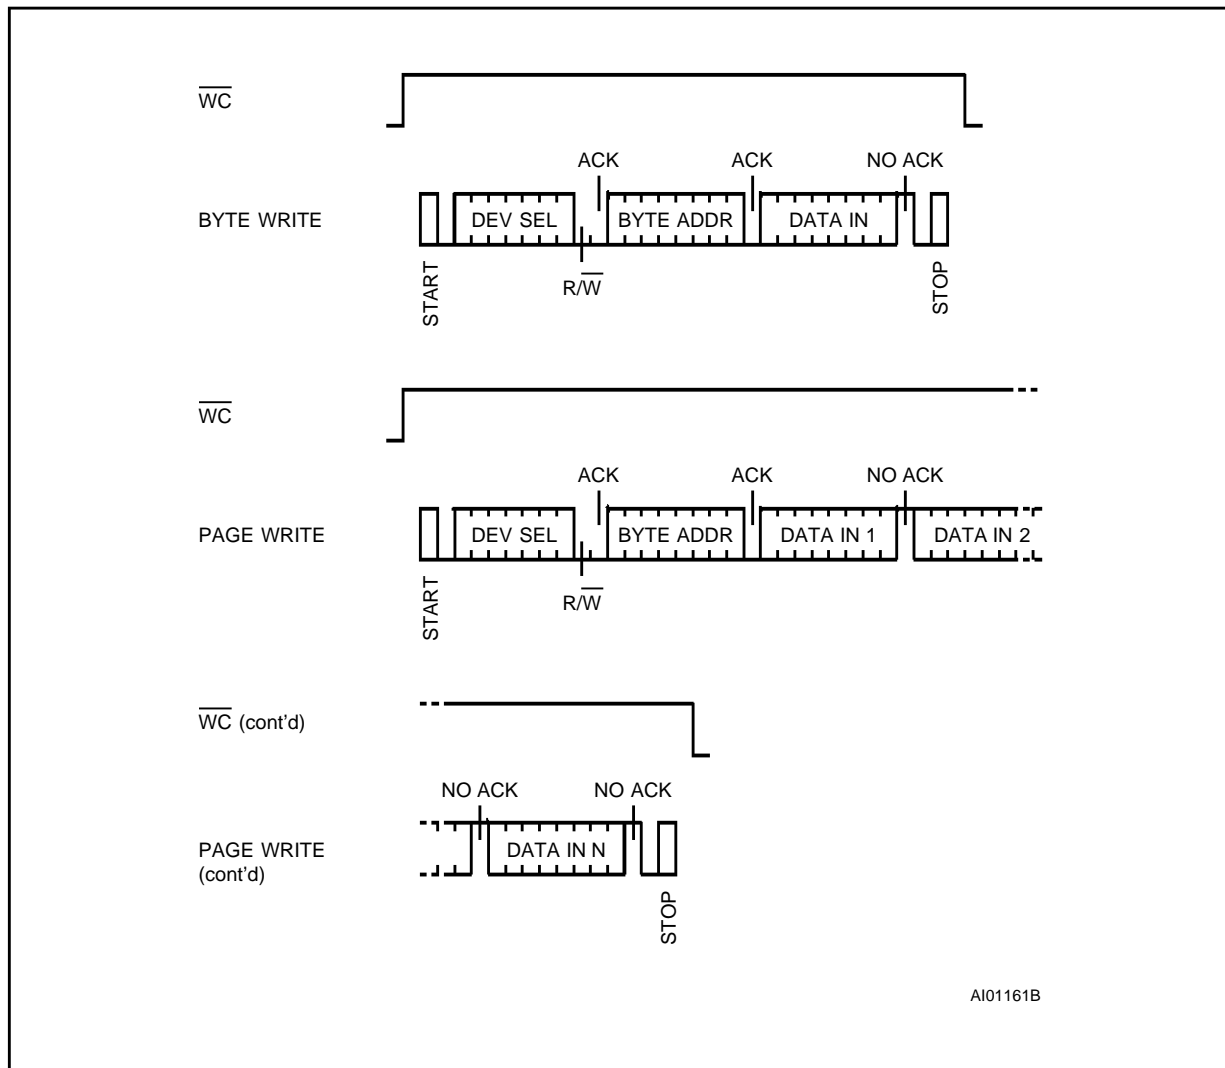 WC
ACK ACK NO ACK
BYTE WRITE DEV SEL BYTE ADDR DATA IN
START R/W STOP
WC
ACK ACK NO ACK
PAGE WRITE DEV SEL BYTE ADDR DATA IN 1 DATA IN 2
START R/W
WC (cont'd)
NO ACK NO ACK
PAGE WRITE DATA IN N
(cont'd)
STOP
AI01161B